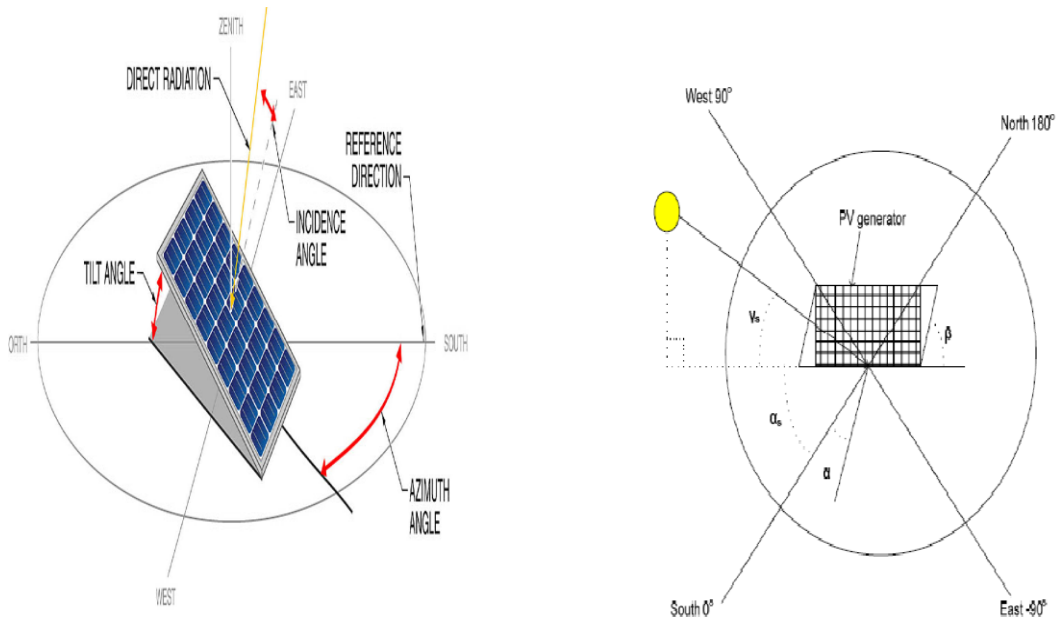 ZENITH
DIRECT RADIATION
EAST
REFERENCE
DIRECTION
INCIDENCE
ANGLE
TILT ANGLE
ORTH
SOUTH
AZIMUTH
ANGLE
WEST
West 90°
North 180°
PV generator
γs
β
αs
α
South 0°
East -90°